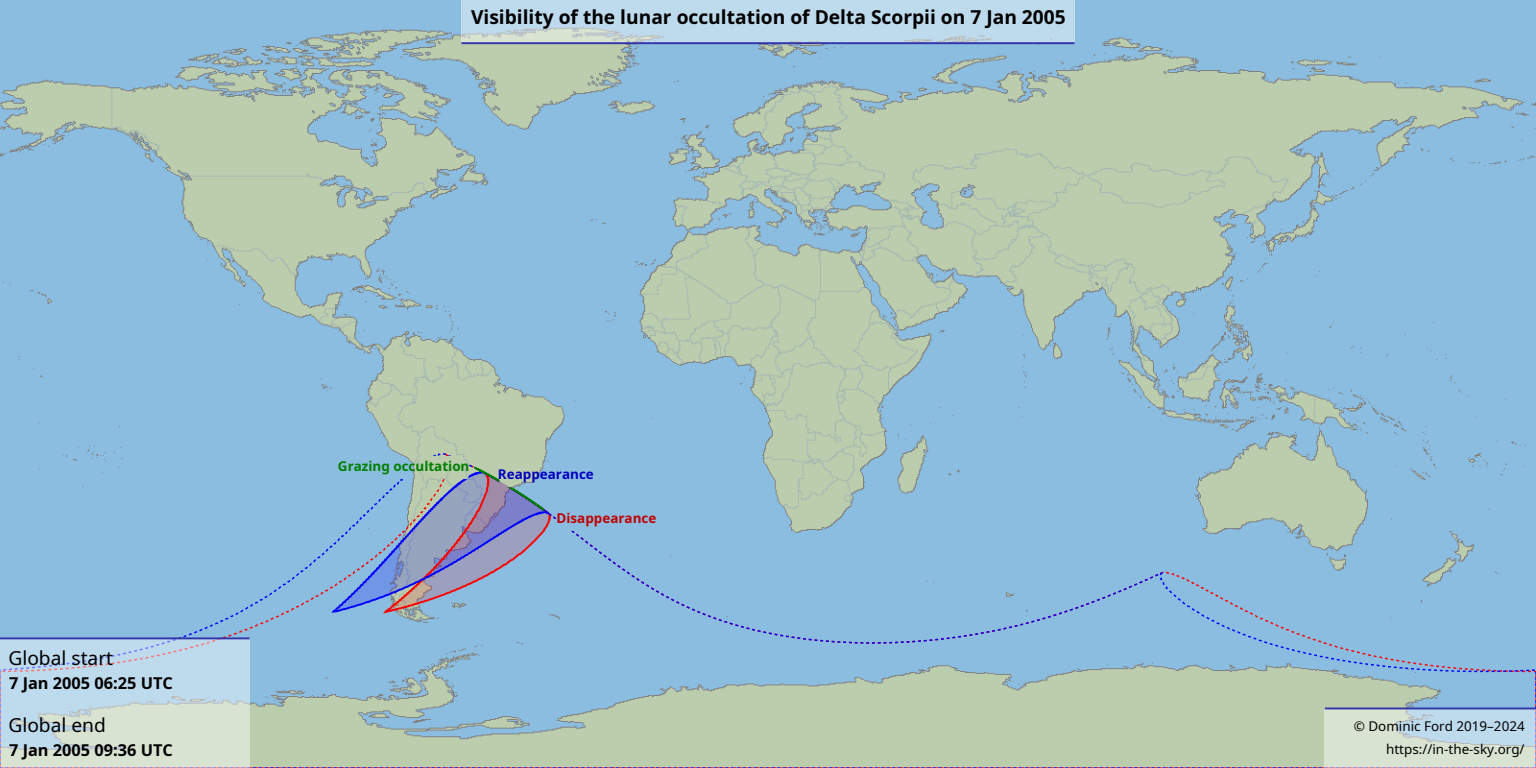 Visibility of the lunar occultation of Delta Scorpii on 7 Jan 2005
Grazing occultation
Reappearance
Disappearance
Global start
7 Jan 2005 06:25 UTC
Global end
7 Jan 2005 09:36 UTC
© Dominic Ford 2019–2024
https://in-the-sky.org/